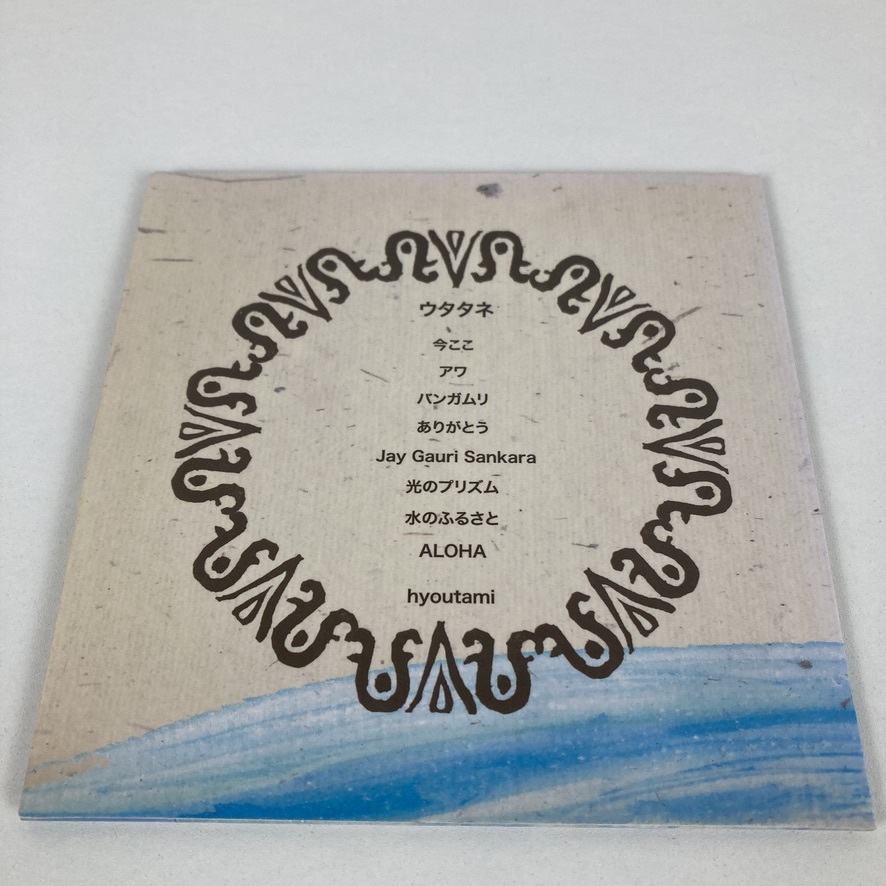 ウタタネ
今ここ
アワ
バンガムリ
ありがとう
Jay Gauri Sankara
光のプリズム
水のふるさと
ALOHA
hyoutami